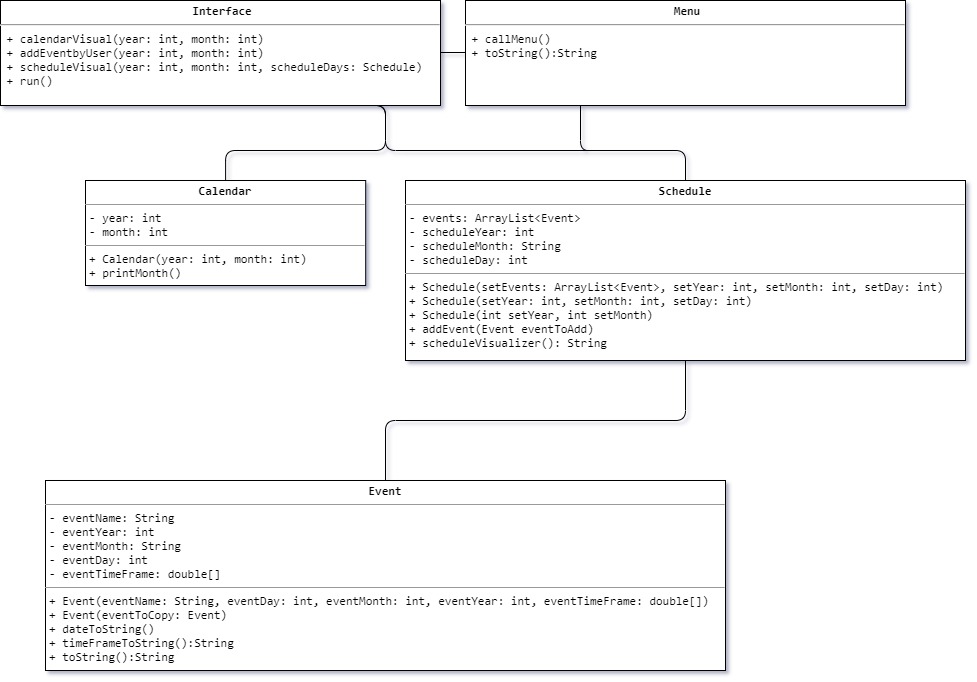 Interface
+ calendarVisual(year: int, month: int)
+ addEventbyUser(year: int, month: int)
+ scheduleVisual(year: int, month: int, scheduleDays: Schedule)
+ run()
Menu
+ callMenu()
+ toString():String
Calendar
- year: int
- month: int
+ Calendar(year: int, month: int)
+ printMonth()
Schedule
- events: ArrayList<Event>
- scheduleYear: int
- scheduleMonth: String
- scheduleDay: int
+ Schedule(setEvents: ArrayList<Event>, setYear: int, setMonth: int, setDay: int)
+ Schedule(setYear: int, setMonth: int, setDay: int)
+ Schedule(int setYear, int setMonth)
+ addEvent(Event eventToAdd)
+ scheduleVisualizer(): String
Event
- eventName: String
- eventYear: int
- eventMonth: String
- eventDay: int
- eventTimeFrame: double[]
+ Event(eventName: String, eventDay: int, eventMonth: int, eventYear: int, eventTimeFrame: double[])
+ Event(eventToCopy: Event)
+ dateToString()
+ timeFrameToString():String
+ toString():String